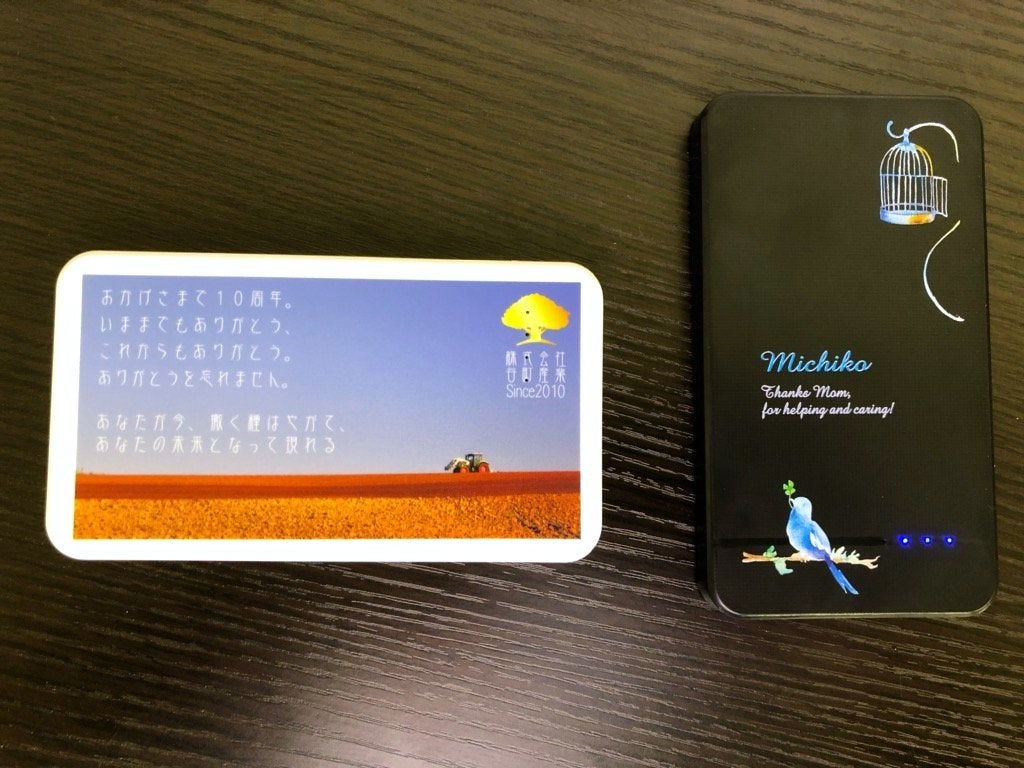 おかげさまで10周年。
いままでもありがとう、
これからもありがとう。
ありがとうを忘れません。
あなたが今、撒く種はやがて、
あなたの未来となって現れる
株式会社
谷町産業
Since2010
Michiko
Thanks Mom,
for helping and caring!